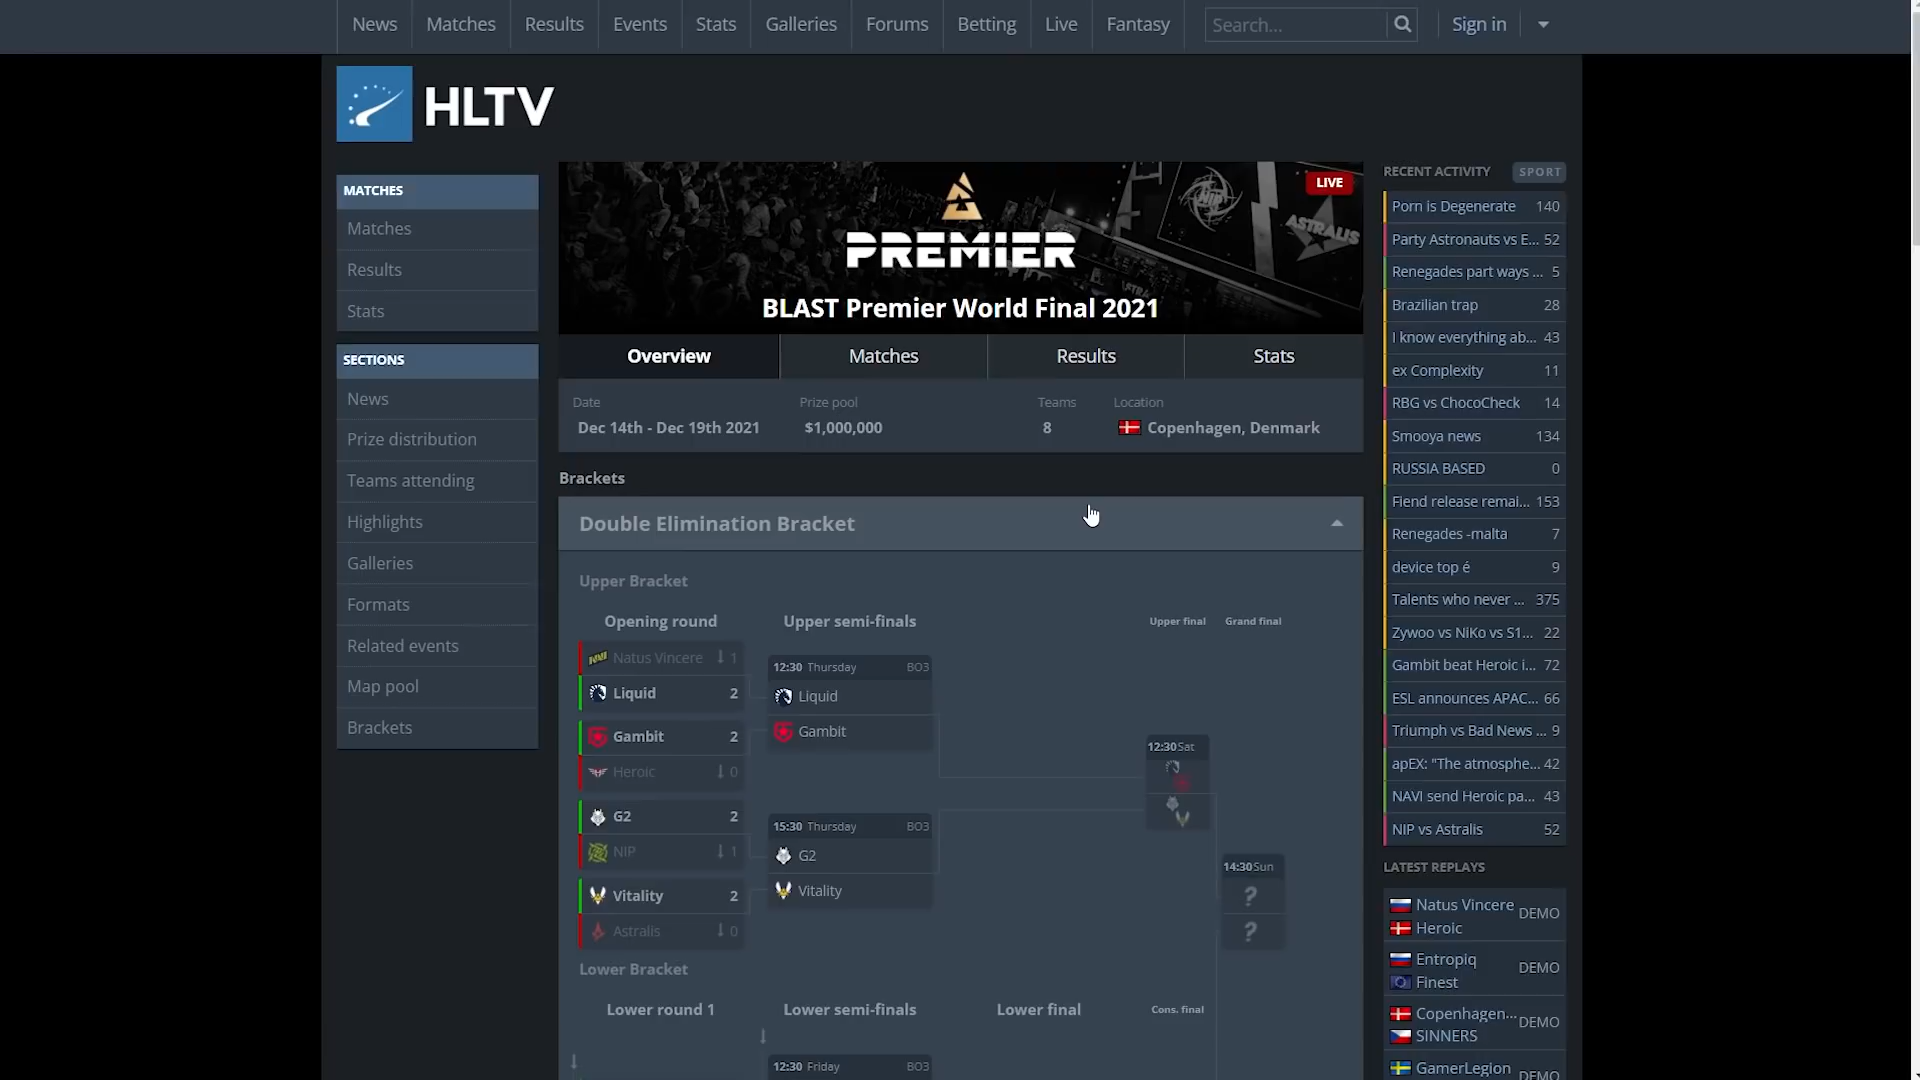 News Matches Results Events Stats Galleries Forums Betting Live Fantasy Search... Sign in
HLTV
MATCHES
Matches
Results
Stats
SECTIONS
News
Prize distribution
Teams attending
Highlights
Galleries
Formats
Related events
Map pool
Brackets
LIVE
NIP
ASTRALIS
PREMIER
BLAST Premier World Final 2021
Overview Matches Results Stats
Date Prize pool Teams Location
Dec 14th - Dec 19th 2021 $1,000,000 8 Copenhagen, Denmark
Brackets
Double Elimination Bracket
Upper Bracket
Opening round Upper semi-finals Upper final Grand final
Natus Vincere 1
Liquid 2
Gambit 2
Heroic 0
G2 2
NIP 1
Vitality 2
Astralis 0
12:30 Thursday BO3
Liquid
Gambit
15:30 Thursday BO3
G2
Vitality
12:30 Sat
14:30 Sun
?
?
Lower Bracket
Lower round 1 Lower semi-finals Lower final Cons. final
12:30 Friday BO3
RECENT ACTIVITY SPORT
Porn is Degenerate 140
Party Astronauts vs E... 52
Renegades part ways ... 5
Brazilian trap 28
I know everything ab... 43
ex Complexity 11
RBG vs ChocoCheck 14
Smooya news 134
RUSSIA BASED 0
Fiend release remai... 153
Renegades -malta 7
device top é 9
Talents who never ... 375
Zywoo vs NiKo vs S1... 22
Gambit beat Heroic i... 72
ESL announces APAC... 66
Triumph vs Bad News ... 9
apEX: "The atmosphe... 42
NAVI send Heroic pa... 43
NIP vs Astralis 52
LATEST REPLAYS
Natus Vincere
Heroic
DEMO
Entropiq
Finest
DEMO
Copenhagen...
SINNERS
DEMO
GamerLegion
DEMO